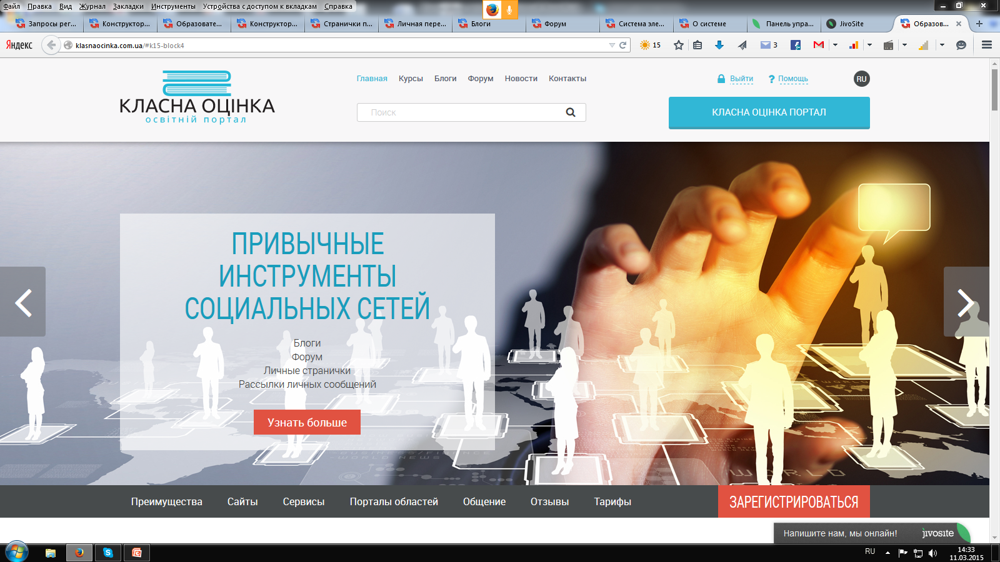 Файл Правка Вид Журнал Закладки Инструменты Устройства с доступом к вкладкам Справка
Запросы рег... Конструктор... Образовате... Конструктор... Странички п... Личная пере... Блоги Форум Система эле... О системе Панель упра... JivoSite Образов...
Яндекс klasnaocinka.com.ua/#k15-block4 15 3
Главная Курсы Блоги Форум Новости Контакты Выйти Помощь RU
КЛАСНА ОЦІНКА
освітній портал
Поиск
КЛАСНА ОЦІНКА ПОРТАЛ
ПРИВЫЧНЫЕ
ИНСТРУМЕНТЫ
СОЦИАЛЬНЫХ СЕТЕЙ
Блоги
Форум
Личные странички
Рассылки личных сообщений
Узнать больше
WORLD NEWS
WORLD
Преимущества Сайты Сервисы Порталы областей Общение Отзывы Тарифы ЗАРЕГИСТРИРОВАТЬСЯ
Напишите нам, мы онлайн! jivosite
RU 14:33
11.03.2015